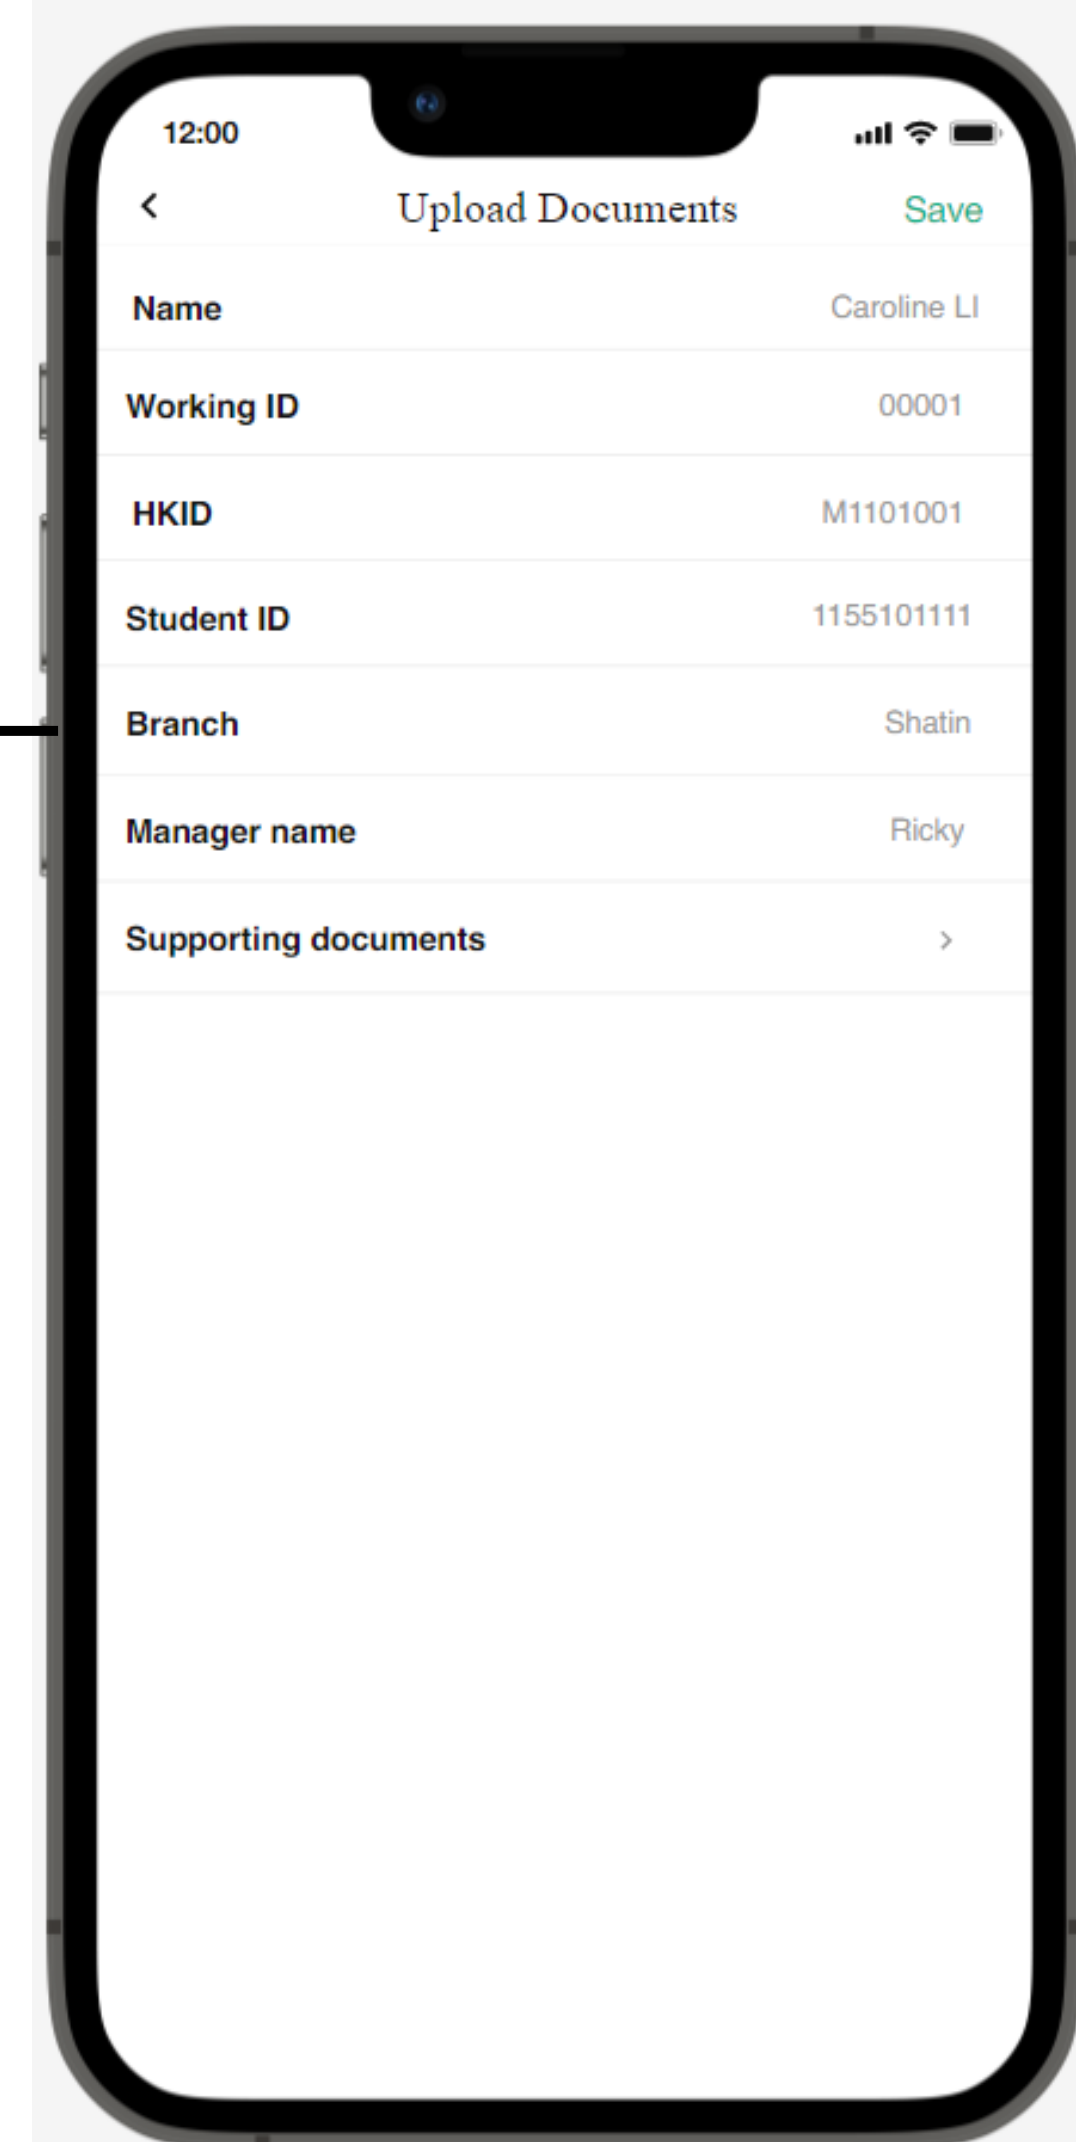 12:00
< Upload Documents Save
Name Caroline LI
Working ID 00001
HKID M1101001
Student ID 1155101111
Branch Shatin
Manager name Ricky
Supporting documents >